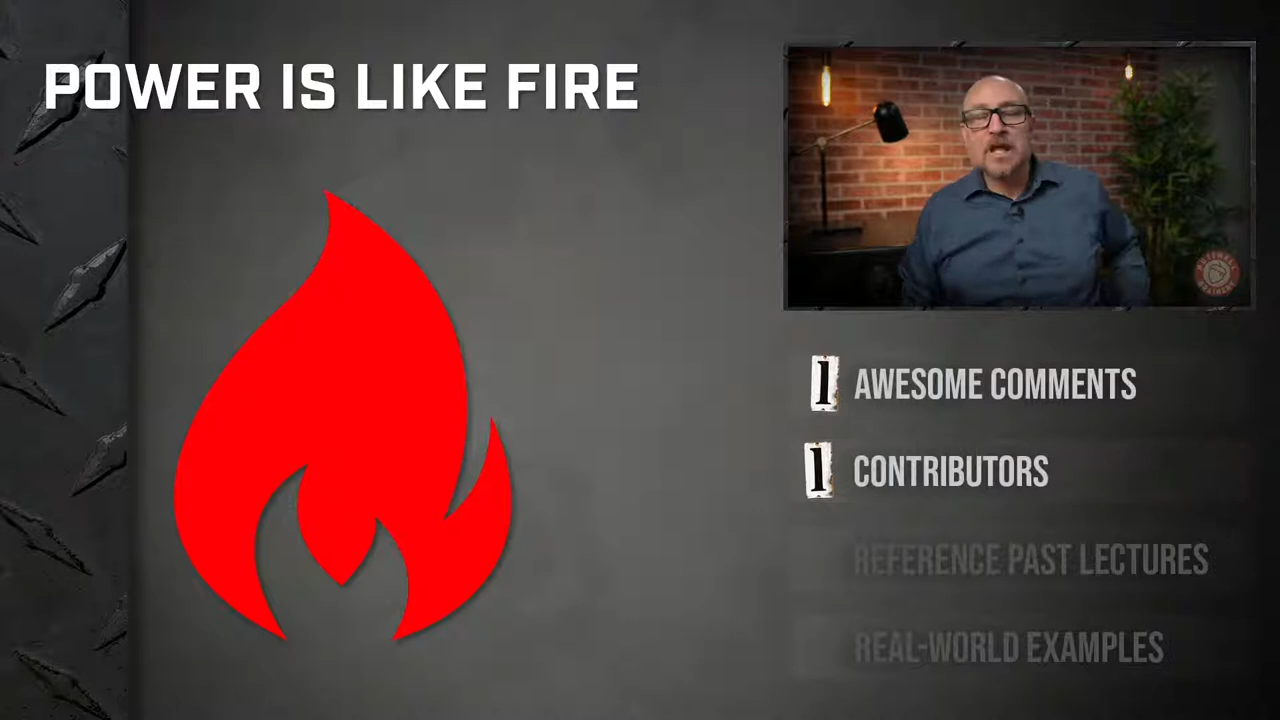 POWER IS LIKE FIRE
1 AWESOME COMMENTS
1 CONTRIBUTORS
REFERENCE PAST LECTURES
REAL-WORLD EXAMPLES